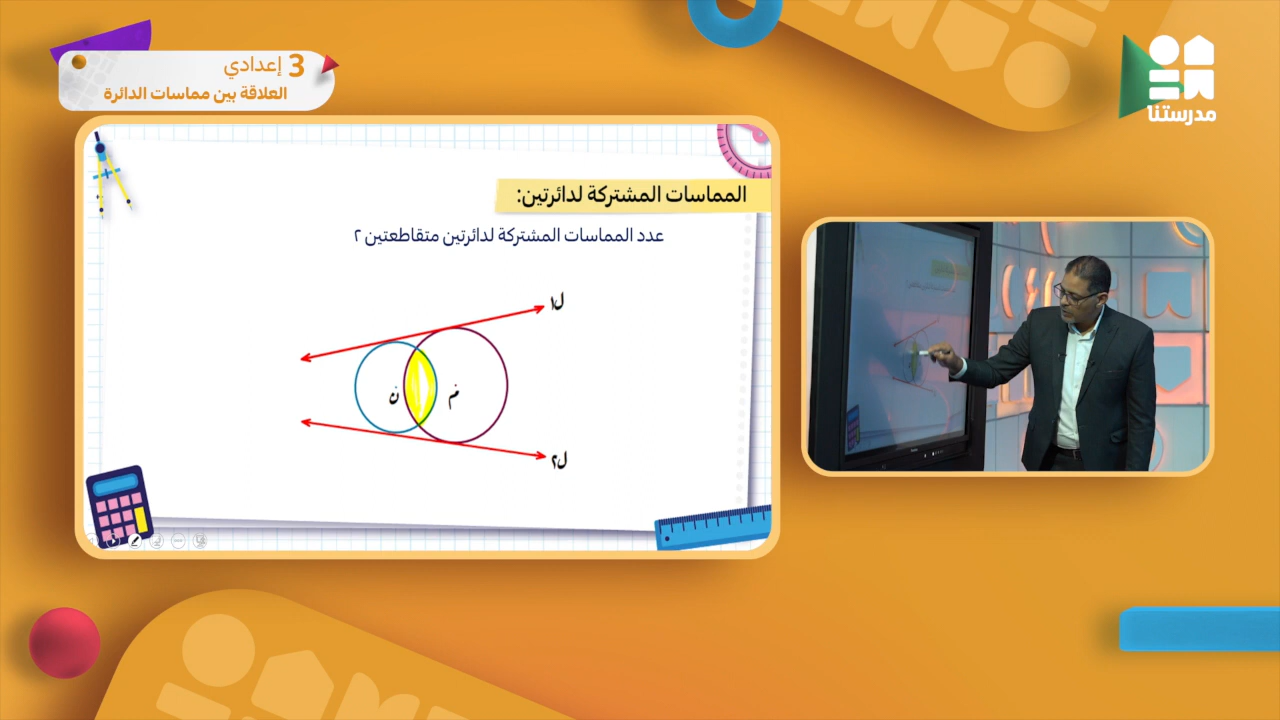 3 إعدادي
العلاقة بين مماسات الدائرة
مدرستنا
المماسات المشتركة لدائرتين:
عدد المماسات المشتركة لدائرتين متقاطعتين ٢
ل١
ن
م
ل٢